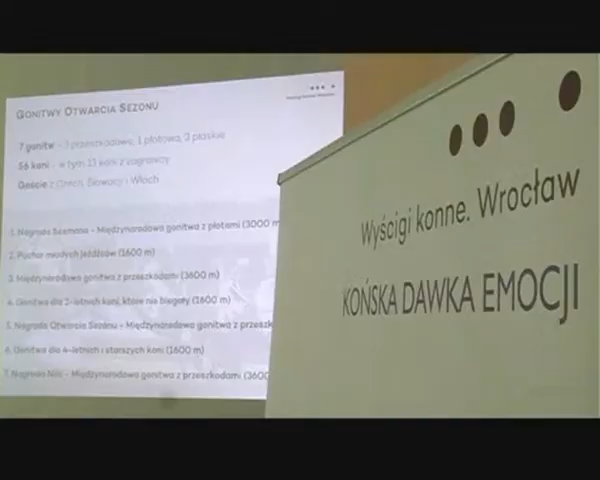 GONITWY OTWARCIA SEZONU
7 gonitw - 3 przeszkodowe, 1 płotowa, 3 płaskie
56 koni - w tym 13 koni z zagranicy
Goście z Czech, Słowacji i Włoch
1. Nagroda - Międzynarodowa gonitwa z płotami (3000 m
2. Puchar młodych jeźdźców (1600 m)
3. Międzynarodowa gonitwa z przeszkodami (3600 m)
4. Gonitwa dla 3-letnich koni, które nie biegały (1600 m)
5. Nagroda Otwarcia Sezonu - Międzynarodowa gonitwa z przeszk
6. Gonitwa dla 4-letnich i starszych koni (1600 m)
7. Nagroda - Międzynarodowa gonitwa z przeszkodami (3600
Wyścigi konne. Wrocław
KOŃSKA DAWKA EMOCJI